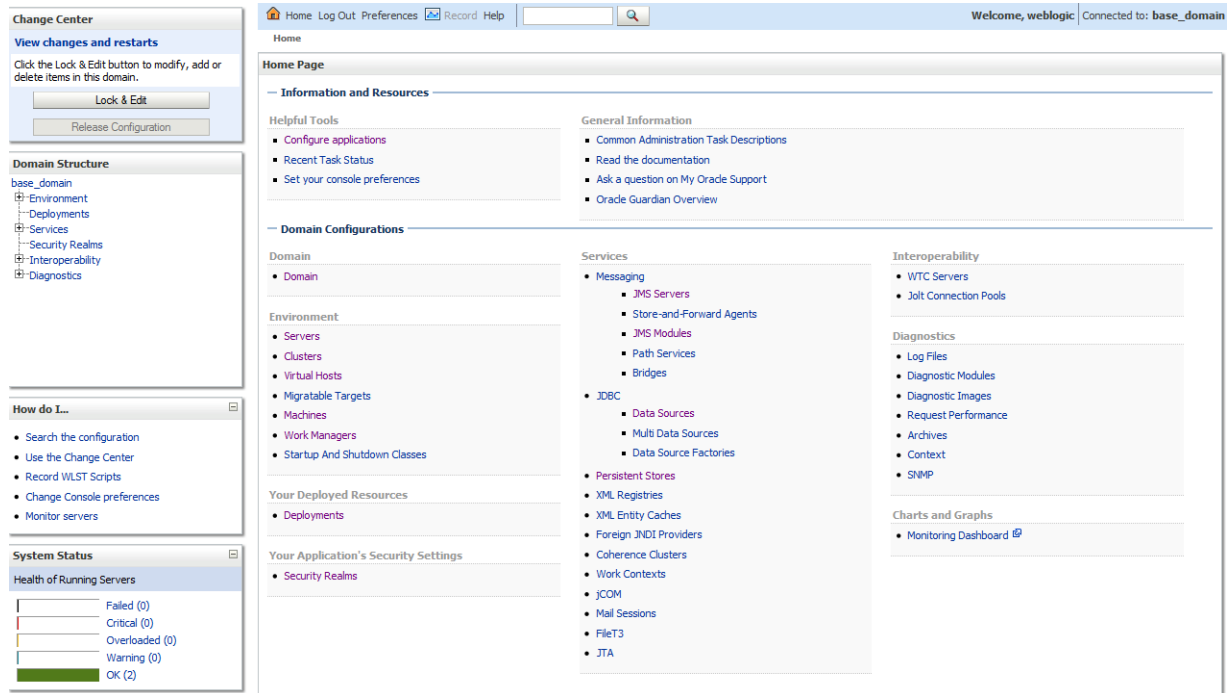 Change Center
View changes and restarts
Click the Lock & Edit button to modify, add or
delete items in this domain.
Lock & Edit
Release Configuration
Domain Structure
base_domain
Environment
Deployments
Services
Security Realms
Interoperability
Diagnostics
How do I...
Search the configuration
Use the Change Center
Record WLST Scripts
Change Console preferences
Monitor servers
System Status
Health of Running Servers
Failed (0)
Critical (0)
Overloaded (0)
Warning (0)
OK (2)
Home Log Out Preferences Record Help
Welcome, weblogic Connected to: base_domain
Home
Home Page
Information and Resources
Helpful Tools
Configure applications
Recent Task Status
Set your console preferences
General Information
Common Administration Task Descriptions
Read the documentation
Ask a question on My Oracle Support
Oracle Guardian Overview
Domain Configurations
Domain
Domain
Environment
Servers
Clusters
Virtual Hosts
Migratable Targets
Machines
Work Managers
Startup And Shutdown Classes
Your Deployed Resources
Deployments
Your Application's Security Settings
Security Realms
Services
Messaging
JMS Servers
Store-and-Forward Agents
JMS Modules
Path Services
Bridges
JDBC
Data Sources
Multi Data Sources
Data Source Factories
Persistent Stores
XML Registries
XML Entity Caches
Foreign JNDI Providers
Coherence Clusters
Work Contexts
jCOM
Mail Sessions
FileT3
JTA
Interoperability
WTC Servers
Jolt Connection Pools
Diagnostics
Log Files
Diagnostic Modules
Diagnostic Images
Request Performance
Archives
Context
SNMP
Charts and Graphs
Monitoring Dashboard